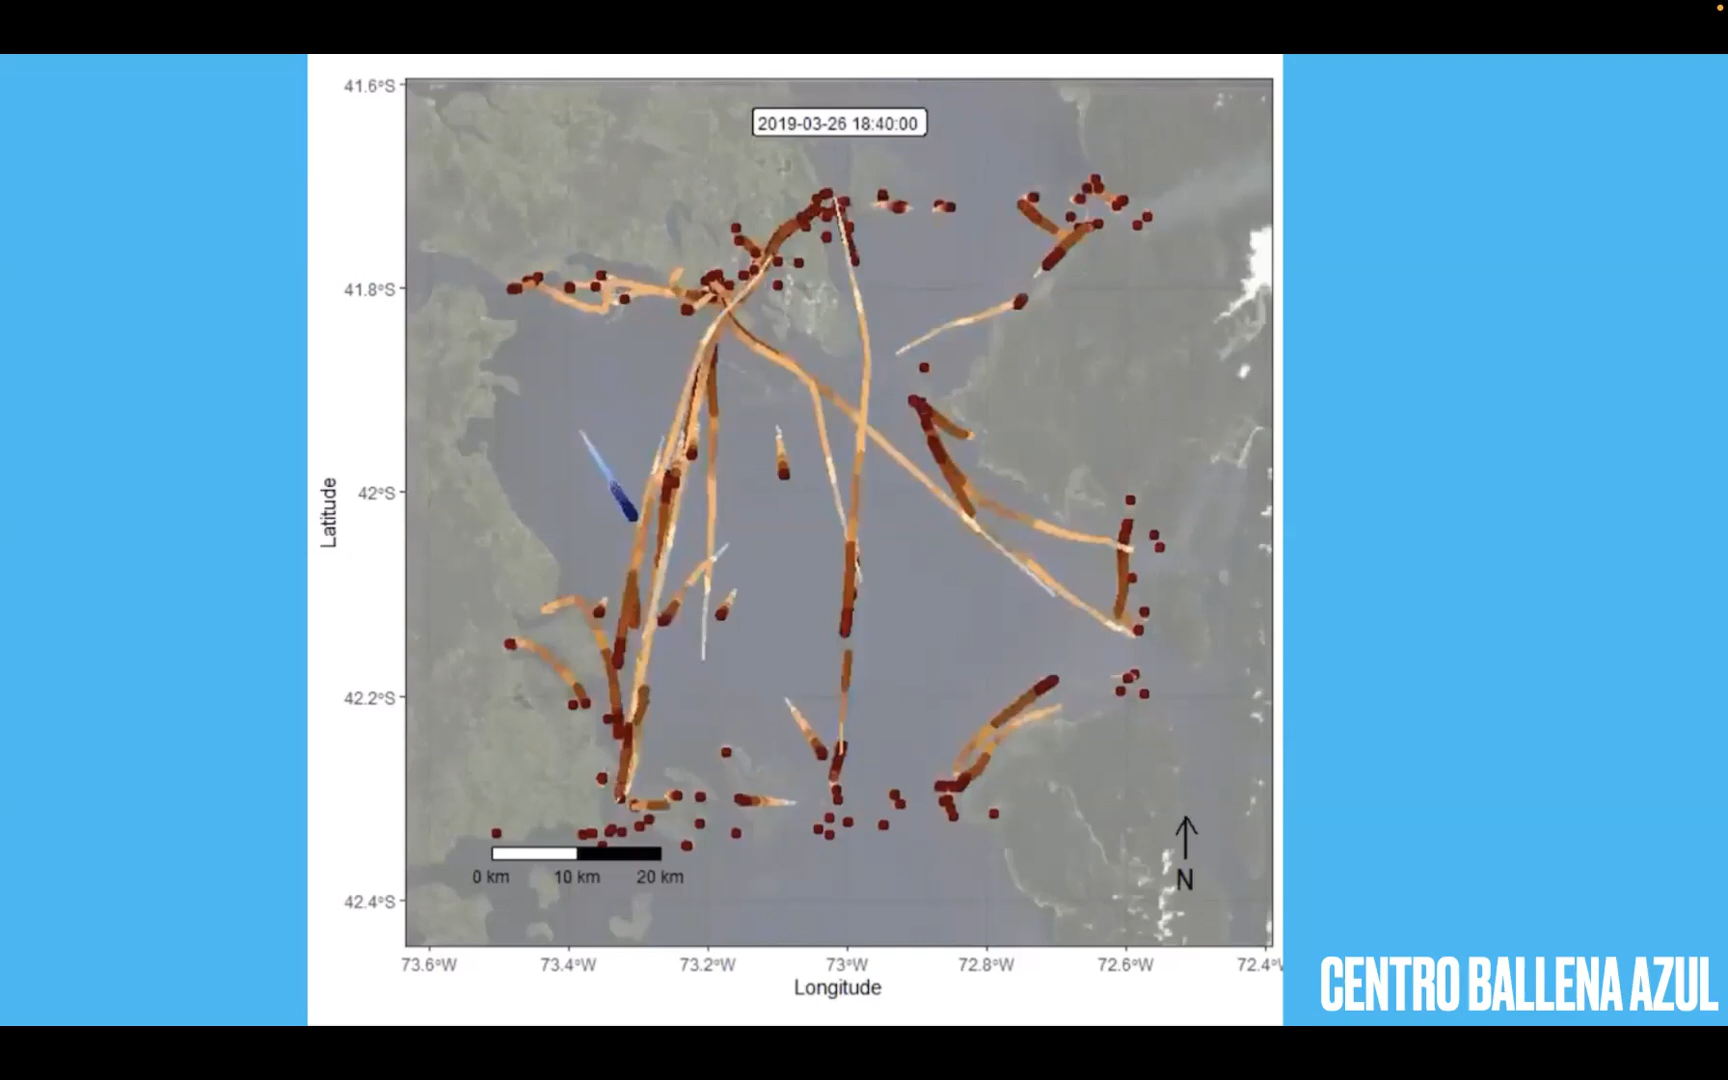 2019-03-26 18:40:00
41.6°S
41.8°S
42°S
42.2°S
42.4°S
Latitude
0 km 10 km 20 km
N
73.6°W 73.4°W 73.2°W 73°W 72.8°W 72.6°W 72.4°W
Longitude
CENTRO BALLENA AZUL